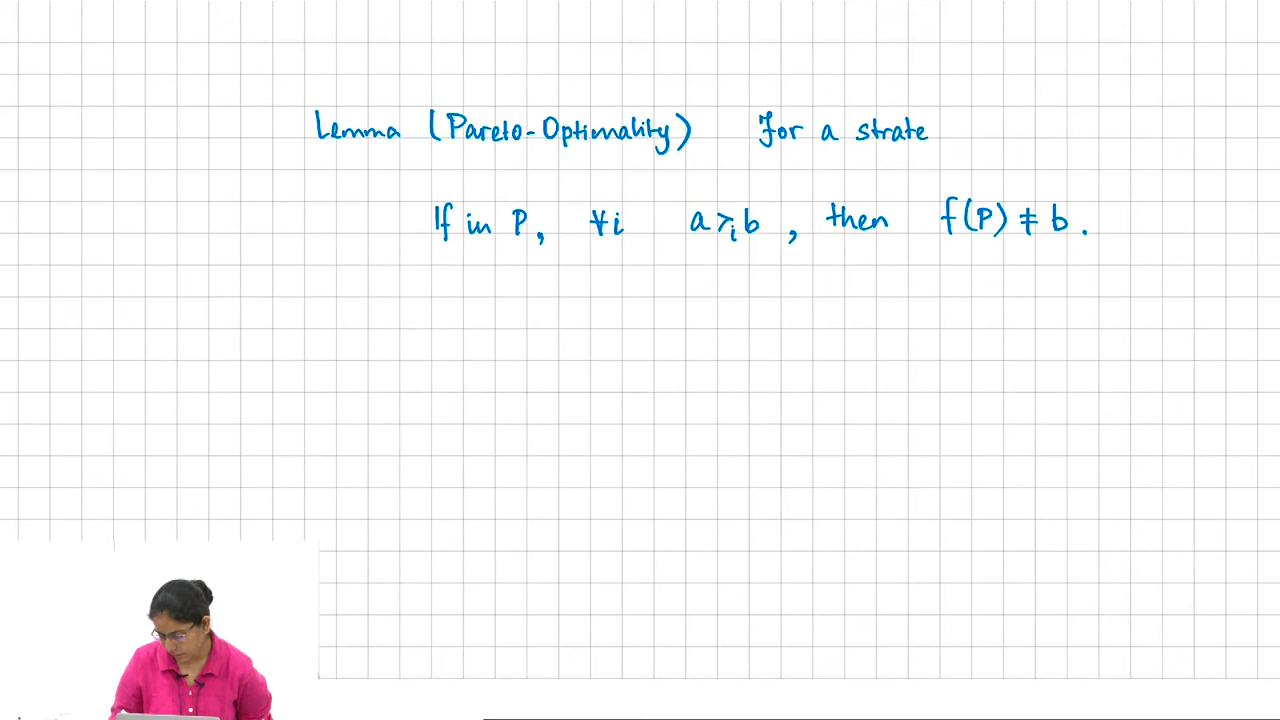 Lemma (Pareto-Optimality) For a strate
If in P, ∀i a ≻ᵢ b, then f(P) ≠ b.